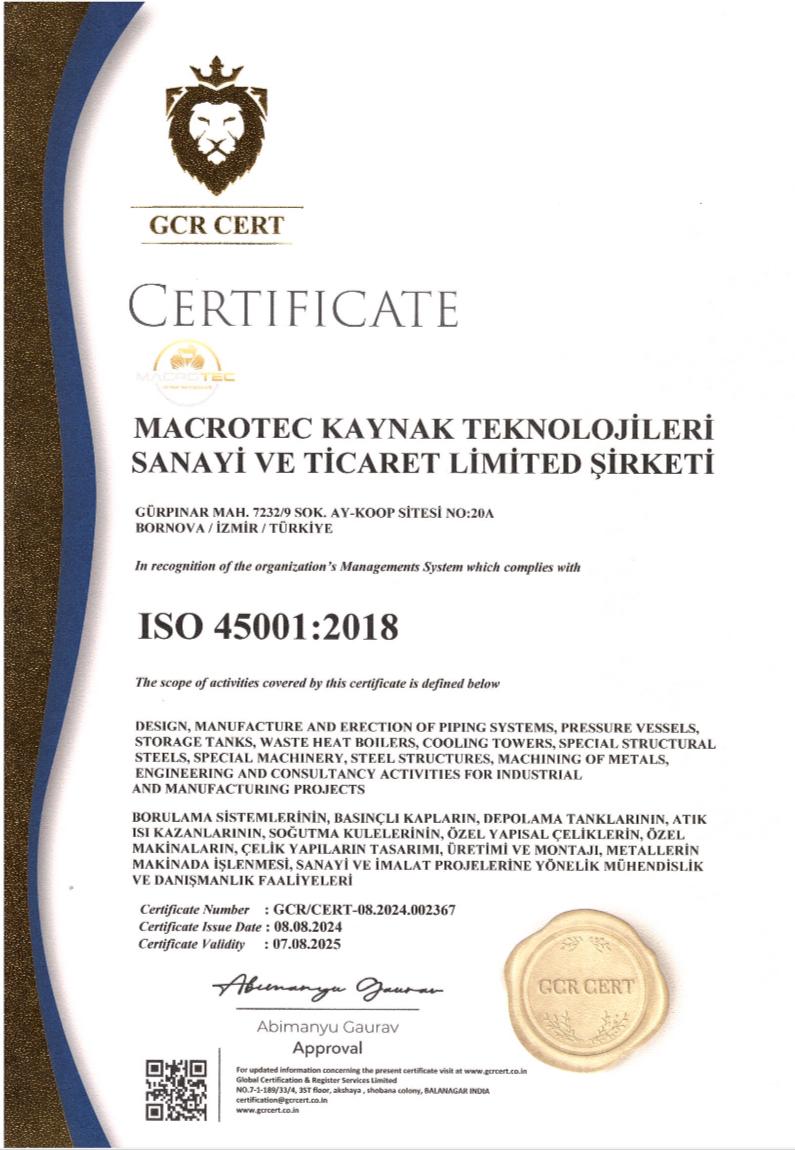 GCR CERT
CERTIFICATE
MACROTEC
MACROTEC KAYNAK TEKNOLOJİLERİ
SANAYİ VE TİCARET LİMİTED ŞİRKETİ
GÜRPINAR MAH. 7232/9 SOK. AY-KOOP SİTESİ NO:20A
BORNOVA / İZMİR / TÜRKİYE
In recognition of the organization's Managements System which complies with
ISO 45001:2018
The scope of activities covered by this certificate is defined below
DESIGN, MANUFACTURE AND ERECTION OF PIPING SYSTEMS, PRESSURE VESSELS,
STORAGE TANKS, WASTE HEAT BOILERS, COOLING TOWERS, SPECIAL STRUCTURAL
STEELS, SPECIAL MACHINERY, STEEL STRUCTURES, MACHINING OF METALS,
ENGINEERING AND CONSULTANCY ACTIVITIES FOR INDUSTRIAL
AND MANUFACTURING PROJECTS
BORULAMA SİSTEMLERİNİN, BASINÇLI KAPLARIN, DEPOLAMA TANKLARININ, ATIK
ISI KAZANLARININ, SOĞUTMA KULELERİNİN, ÖZEL YAPISAL ÇELİKLERİN, ÖZEL
MAKİNALARIN, ÇELİK YAPILARIN TASARIMI, ÜRETİMİ VE MONTAJI, METALLERİN
MAKİNADA İŞLENMESİ, SANAYİ VE İMALAT PROJELERİNE YÖNELİK MÜHENDİSLİK
VE DANIŞMANLIK FAALİYELERİ
Certificate Number : GCR/CERT-08.2024.002367
Certificate Issue Date : 08.08.2024
Certificate Validity : 07.08.2025
Abimanyu Gaurav
Abimanyu Gaurav
Approval
GCR CERT
For updated information concerning the present certificate visit at www.gcrcert.co.in
Global Certification & Register Services Limited
NO.7-1-189/33/4, 3ST floor, akshaya , shobana colony, BALANAGAR INDIA
certification@gcrcert.co.in
www.gcrcert.co.in